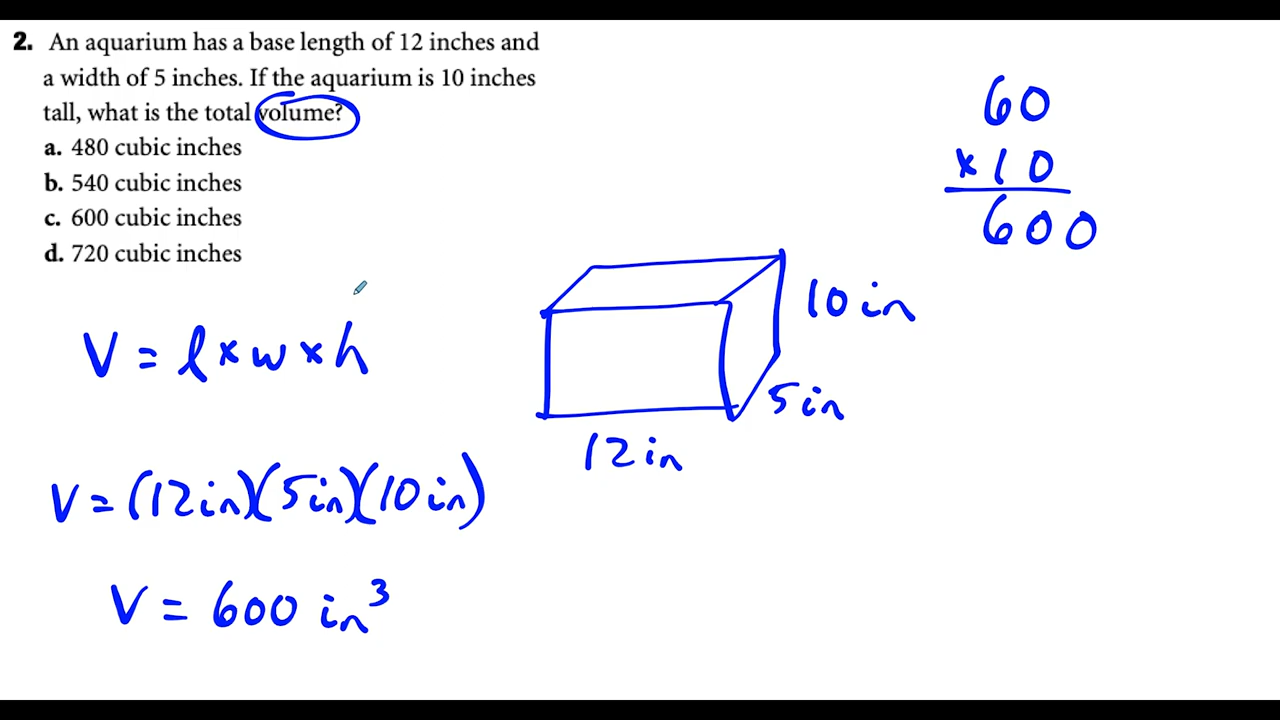 2. An aquarium has a base length of 12 inches and
a width of 5 inches. If the aquarium is 10 inches
tall, what is the total volume?
a. 480 cubic inches
b. 540 cubic inches
c. 600 cubic inches
d. 720 cubic inches
60
×10
600
10 in
5 in
12 in
V = l × w × h
V = (12in)(5in)(10in)
V = 600 in³